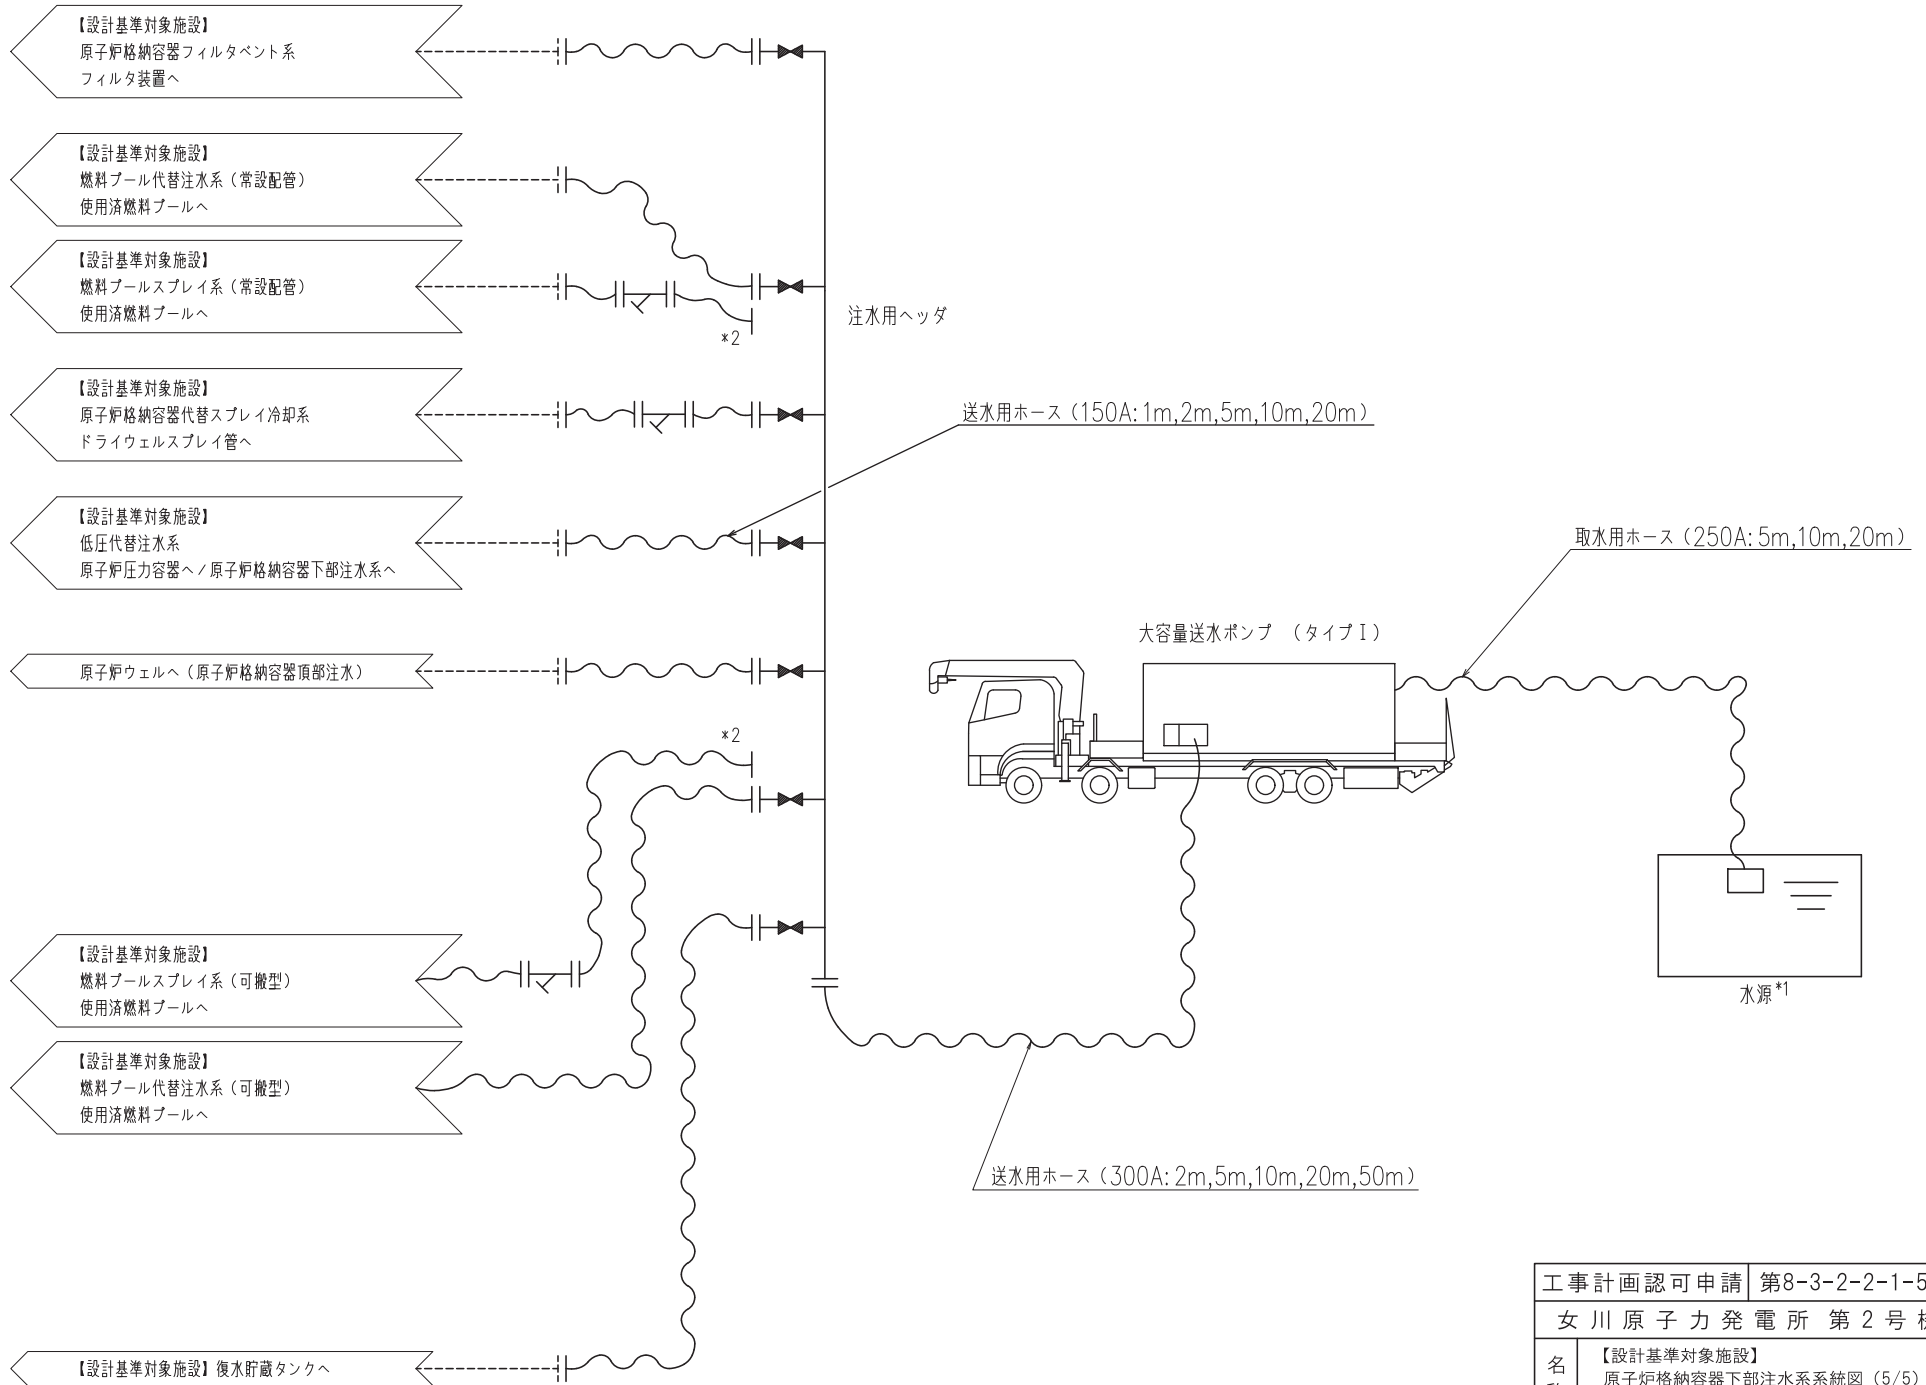 【設計基準対象施設】
原子炉格納容器フィルタベント系
フィルタ装置へ
【設計基準対象施設】
燃料プール代替注水系（常設配管）
使用済燃料プールへ
【設計基準対象施設】
燃料プールスプレイ系（常設配管）
使用済燃料プールへ
*2
注水用ヘッダ
【設計基準対象施設】
原子炉格納容器代替スプレイ冷却系
ドライウェルスプレイ管へ
送水用ホース（150A:1m,2m,5m,10m,20m）
【設計基準対象施設】
低圧代替注水系
原子炉圧力容器へ／原子炉格納容器下部注水系へ
取水用ホース（250A:5m,10m,20m）
大容量送水ポンプ （タイプⅠ）
原子炉ウェルへ（原子炉格納容器頂部注水）
*2
【設計基準対象施設】
燃料プールスプレイ系（可搬型）
使用済燃料プールへ
水源*1
【設計基準対象施設】
燃料プール代替注水系（可搬型）
使用済燃料プールへ
送水用ホース（300A:2m,5m,10m,20m,50m）
【設計基準対象施設】復水貯蔵タンクへ
工事計画認可申請 第8-3-2-2-1-5
女川原子力発電所 第2号
名
【設計基準対象施設】
原子炉格納容器下部注水系系統図（5/5）